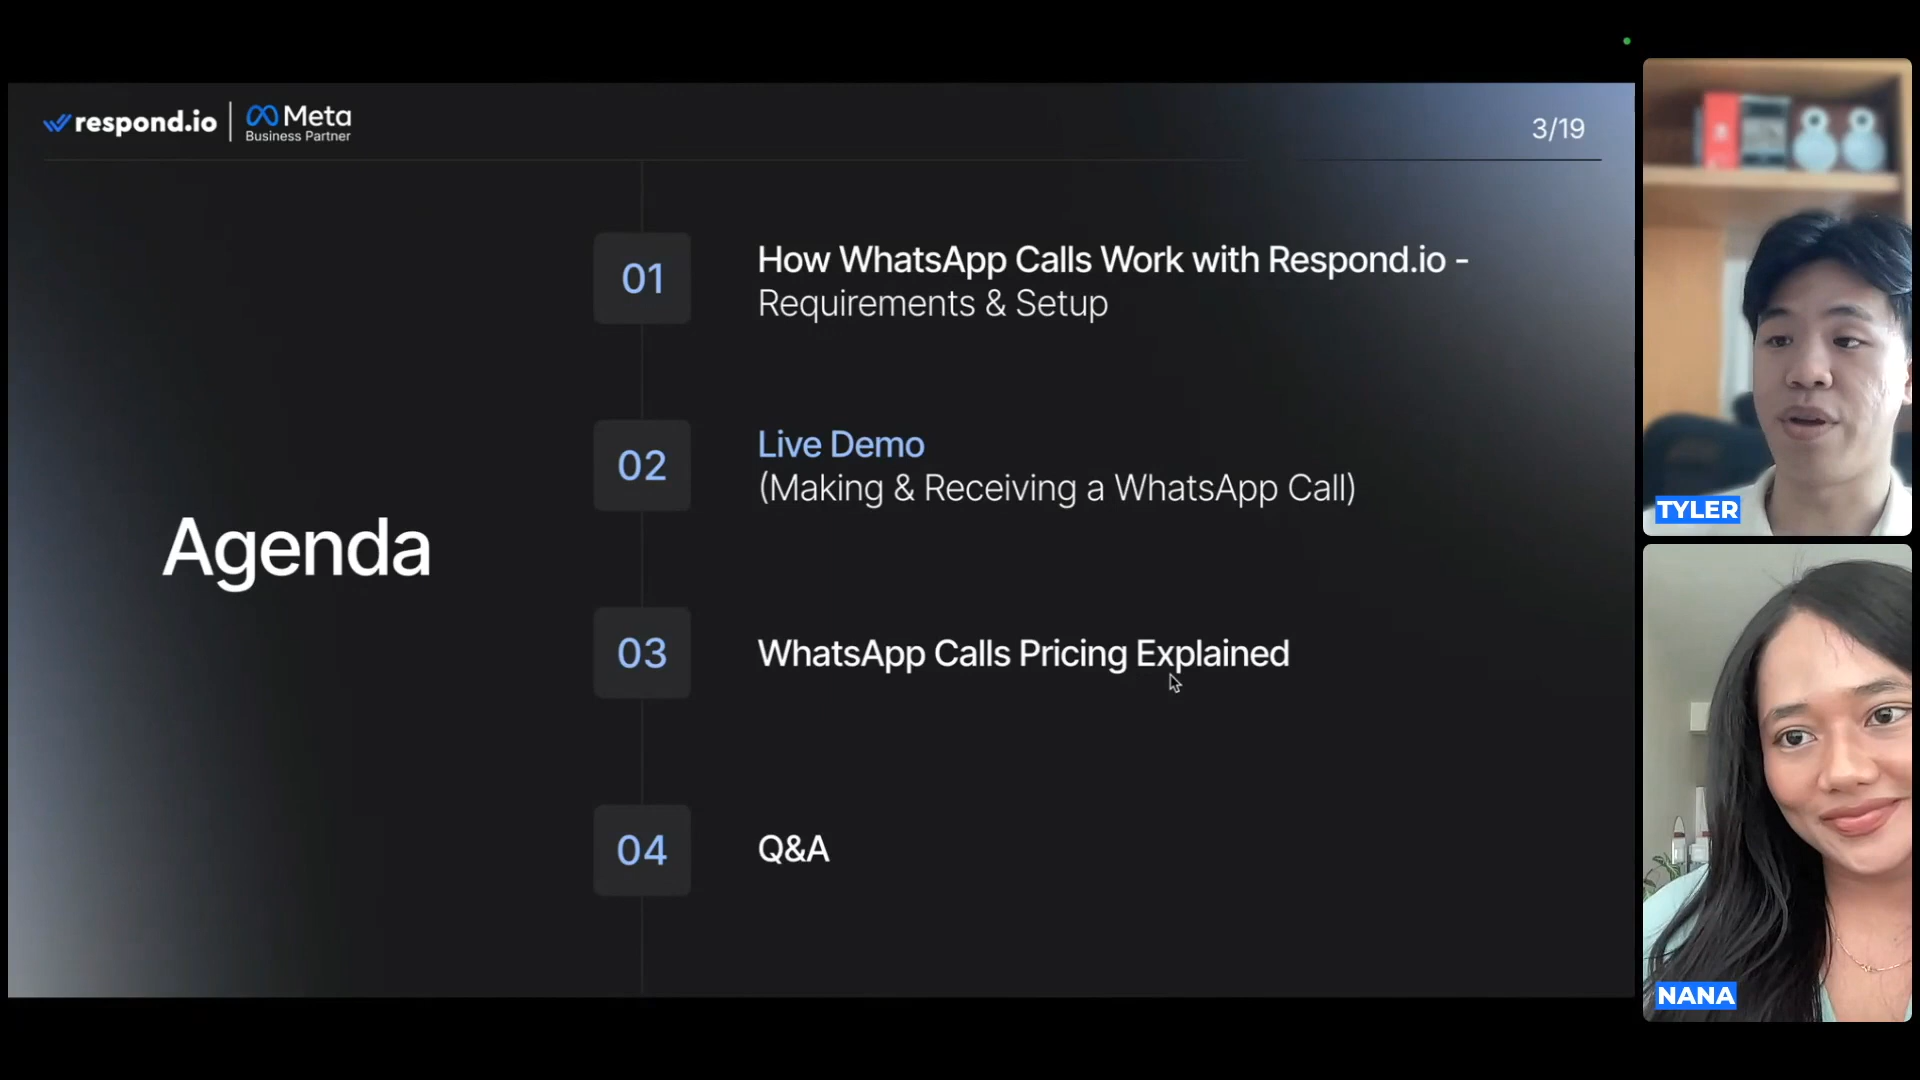 respond.io
Meta
Business Partner
3/19
Agenda
01
How WhatsApp Calls Work with Respond.io -
Requirements & Setup
02
Live Demo
(Making & Receiving a WhatsApp Call)
03
WhatsApp Calls Pricing Explained
04
Q&A
TYLER
NANA